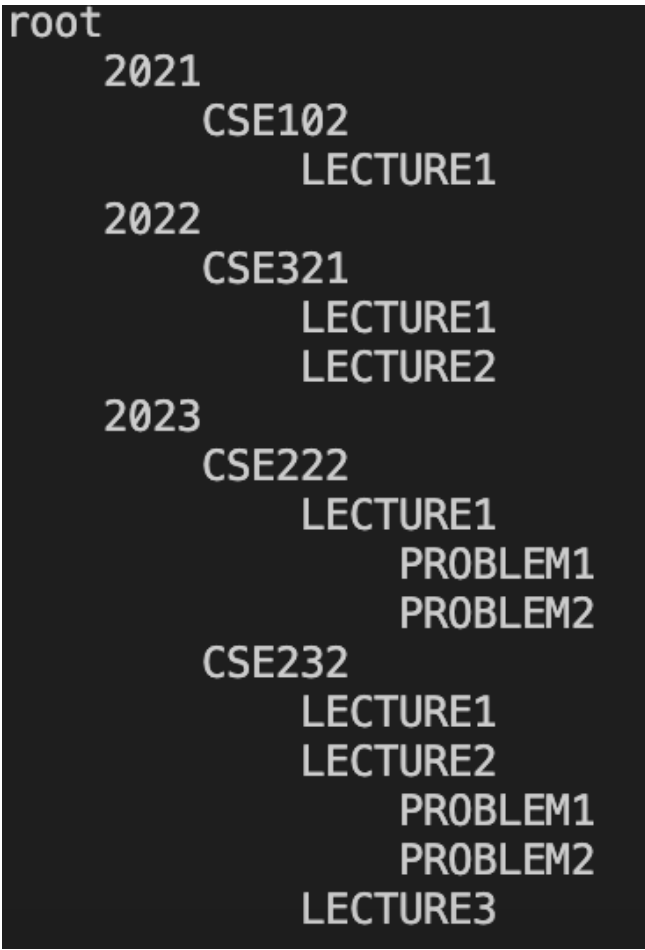 root
    2021
        CSE102
            LECTURE1
    2022
        CSE321
            LECTURE1
            LECTURE2
    2023
        CSE222
            LECTURE1
                PROBLEM1
                PROBLEM2
        CSE232
            LECTURE1
            LECTURE2
                PROBLEM1
                PROBLEM2
            LECTURE3